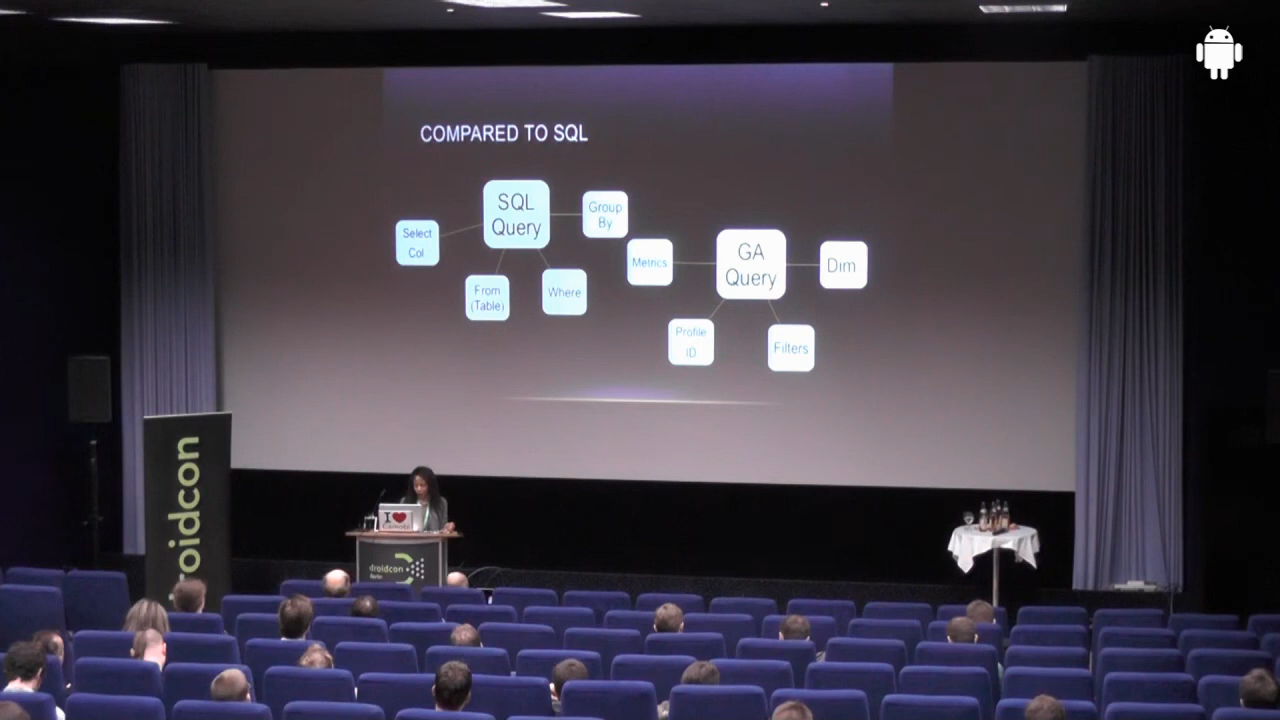 COMPARED TO SQL
SQL
Query
Group
By
Select
Col
From
(Table)
Where
GA
Query
Metrics
Dim
Profile
ID
Filters
roidcon
I
droidcon